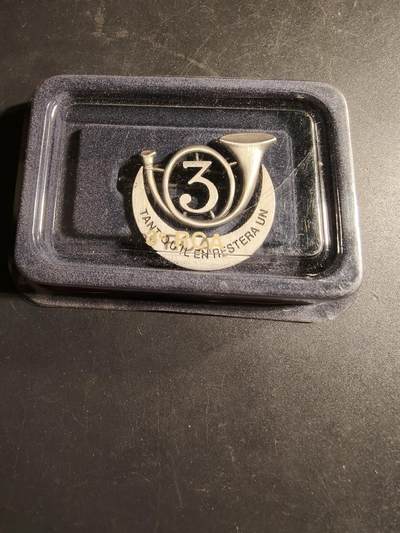 3
TANT QU'IL EN RESTERA UN